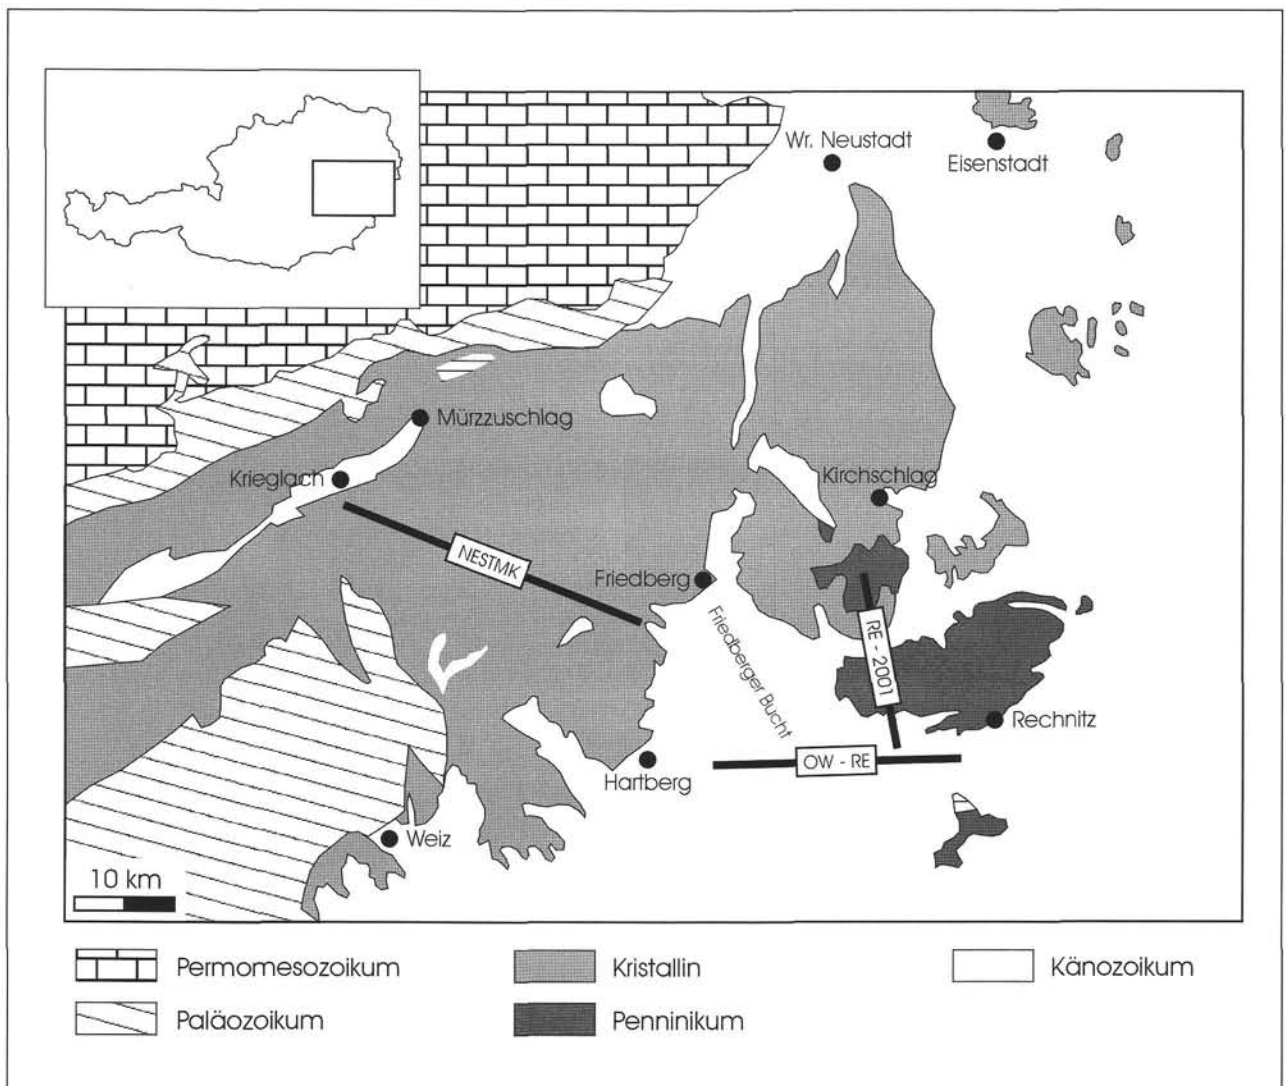 Wr. Neustadt
Eisenstadt
Mürzzuschlag
Krieglach
Kirchschlag
NESTMK
Friedberg
Friedberger Bucht
RE - 2001
Rechnitz
OW - RE
Hartberg
Weiz
10 km
Permomesozoikum
Kristallin
Känozoikum
Paläozoikum
Penninikum